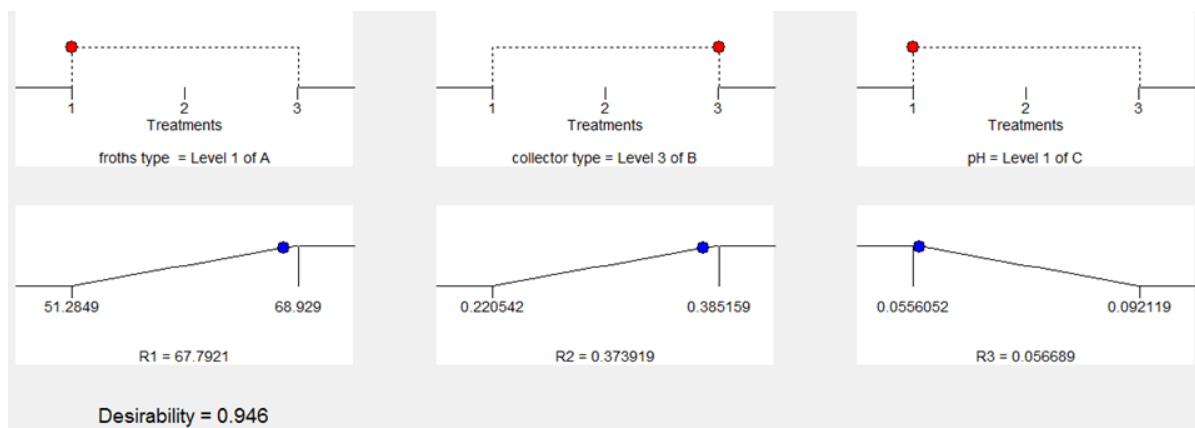 1 2 3
Treatments
froths type = Level 1 of A
1 2 3
Treatments
collector type = Level 3 of B
1 2 3
Treatments
pH = Level 1 of C
51.2849 68.929
R1 = 67.7921
0.220542 0.385159
R2 = 0.373919
0.0556052 0.092119
R3 = 0.056689
Desirability = 0.946